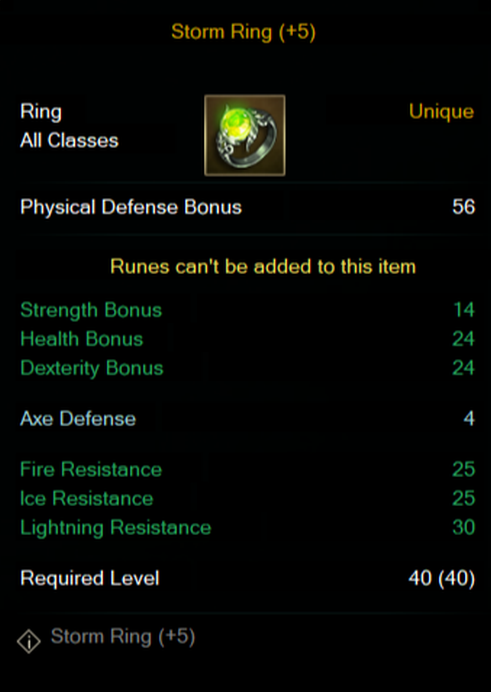 Storm Ring (+5)
Ring Unique
All Classes
Physical Defense Bonus 56
Runes can't be added to this item
Strength Bonus 14
Health Bonus 24
Dexterity Bonus 24
Axe Defense 4
Fire Resistance 25
Ice Resistance 25
Lightning Resistance 30
Required Level 40 (40)
Storm Ring (+5)